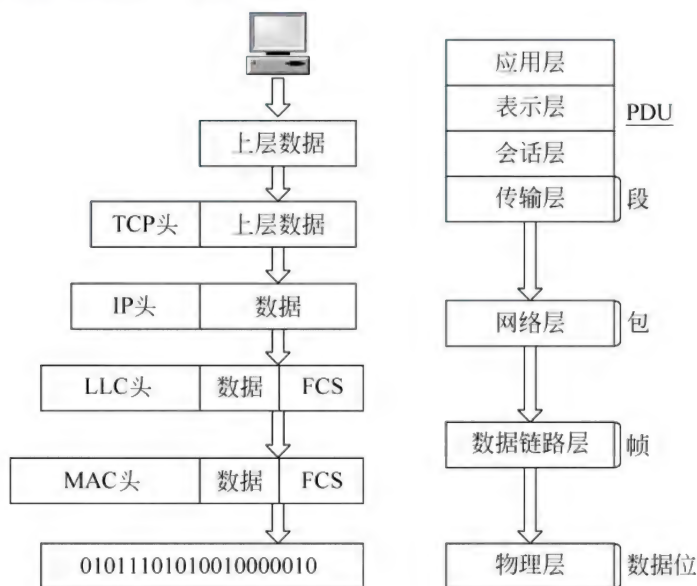 应用层
表示层
PDU
上层数据
会话层
传输层
段
TCP头
上层数据
IP头
数据
网络层
包
LLC头
数据
FCS
数据链路层
帧
MAC头
数据
FCS
010111010100100000010
物理层
数据位